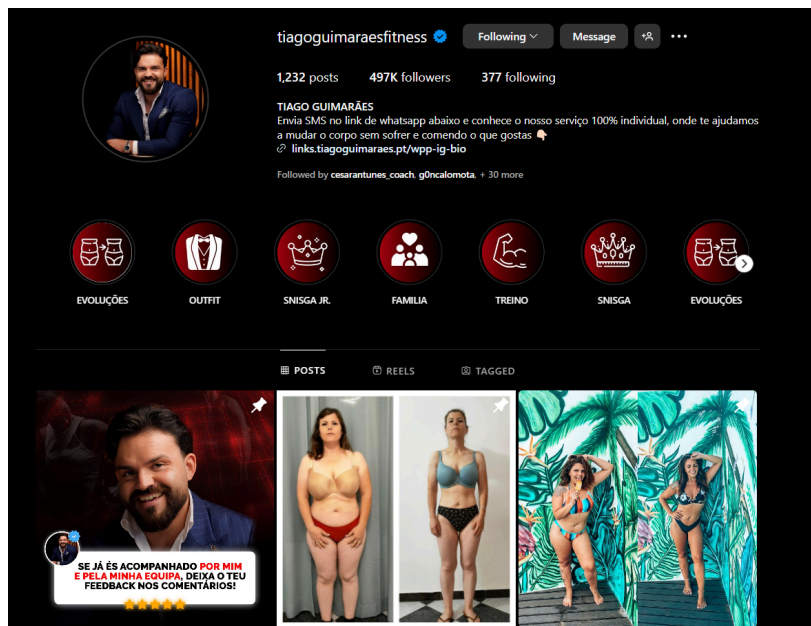 tiagoguimaraesfitness
Following
Message
1,232 posts
497K followers
377 following
TIAGO GUIMARÃES
Envia SMS no link de whatsapp abaixo e conhece o nosso serviço 100% individual, onde te ajudamos
a mudar o corpo sem sofrer e comendo o que gostas
links.tiagoguimaraes.pt/wpp-ig-bio
Followed by cesarantunes_coach, g0ncalomota, + 30 more
EVOLUÇÕES
OUTFIT
SNISGA JR.
FAMILIA
TREINO
SNISGA
EVOLUÇÕES
POSTS
REELS
TAGGED
SE JÁ ÉS ACOMPANHADO POR MIM
E PELA MINHA EQUIPA, DEIXA O TEU
FEEDBACK NOS COMENTÁRIOS!